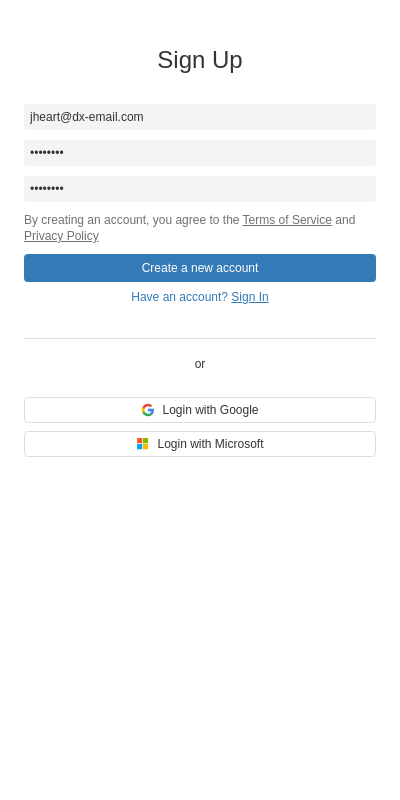 Sign Up
jheart@dx-email.com
••••••••
••••••••
By creating an account, you agree to the Terms of Service and
Privacy Policy
Create a new account
Have an account? Sign In
or
Login with Google
Login with Microsoft